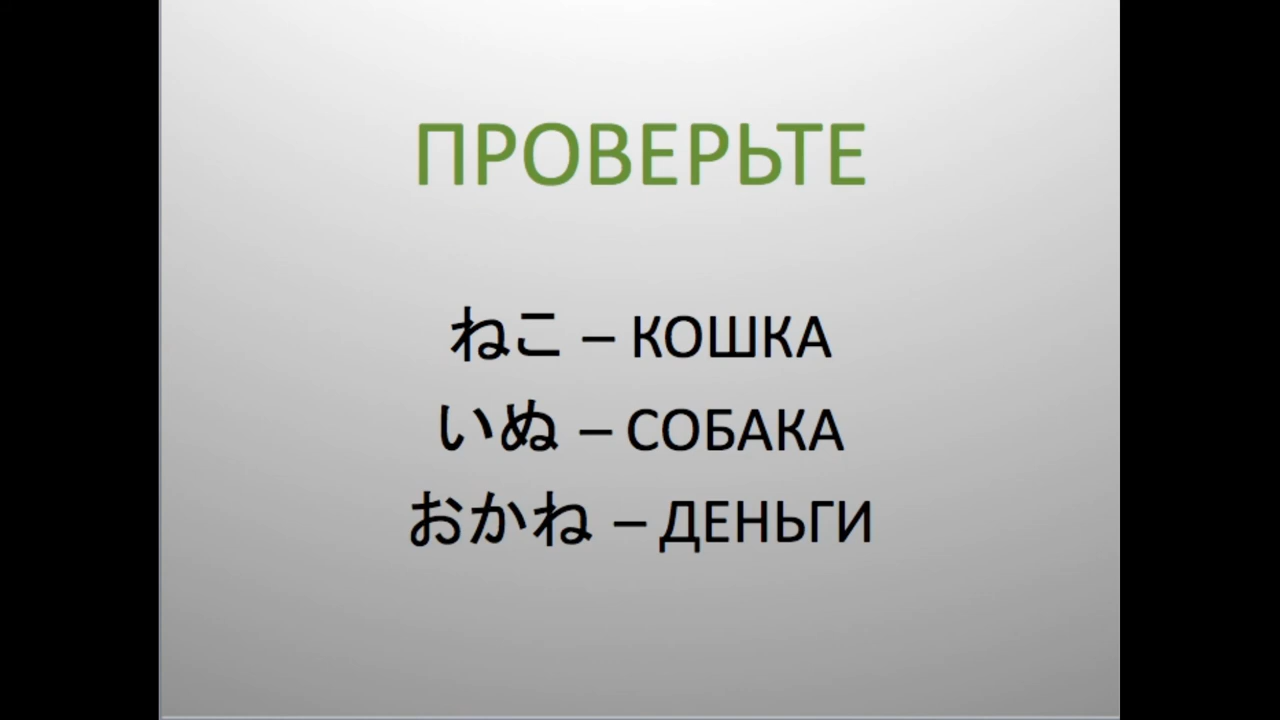 ПРОВЕРЬТЕ
ねこ – КОШКА
いぬ – СОБАКА
おかね – ДЕНЬГИ